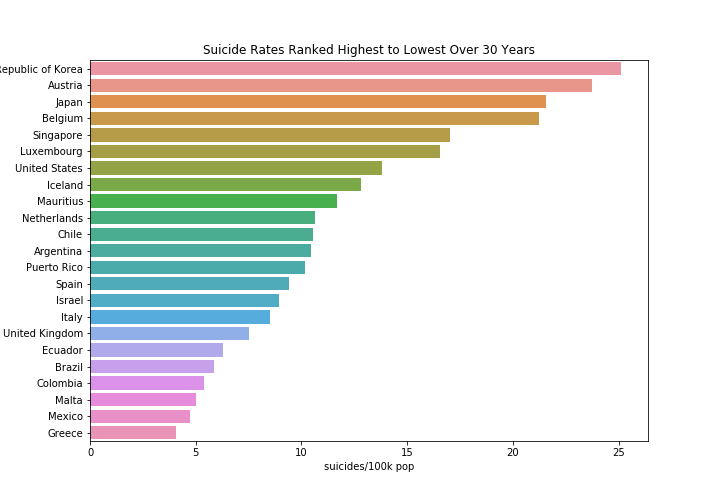 Suicide Rates Ranked Highest to Lowest Over 30 Years
Republic of Korea
Austria
Japan
Belgium
Singapore
Luxembourg
United States
Iceland
Mauritius
Netherlands
Chile
Argentina
Puerto Rico
Spain
Israel
Italy
United Kingdom
Ecuador
Brazil
Colombia
Malta
Mexico
Greece
0 5 10 15 20 25
suicides/100k pop